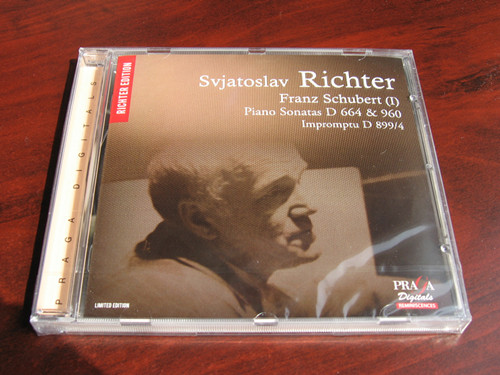 RICHTER EDITION
Svjatoslav Richter
Franz Schubert (I)
Piano Sonatas D 664 & 960
Impromptu D 899/4
PRAGA DIGITALS
LIMITED EDITION
PRAGA
Digitals
REMINISCENCES